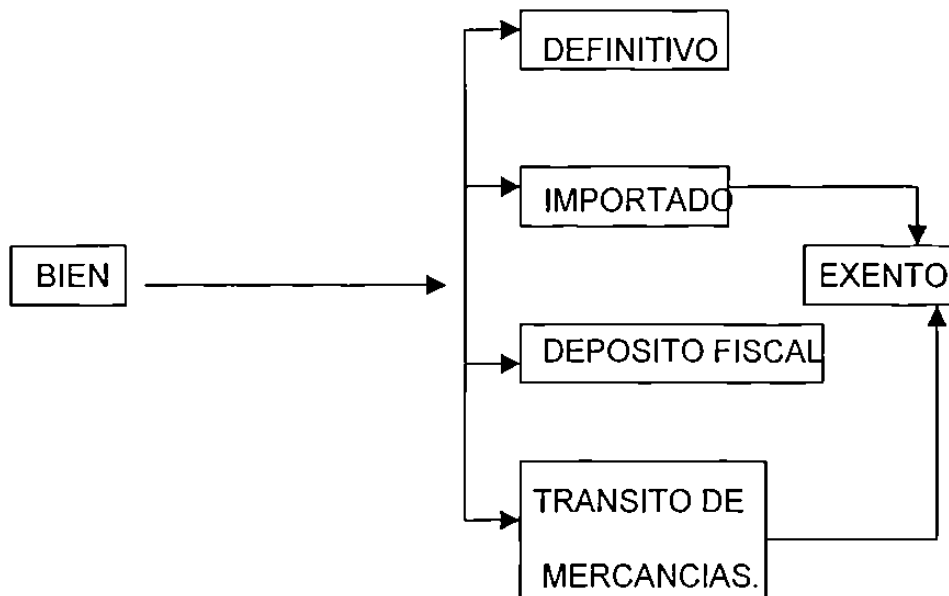 DEFINITIVO
IMPORTADO
BIEN
EXENTO
DEPOSITO FISCAL
TRANSITO DE
MERCANCIAS.